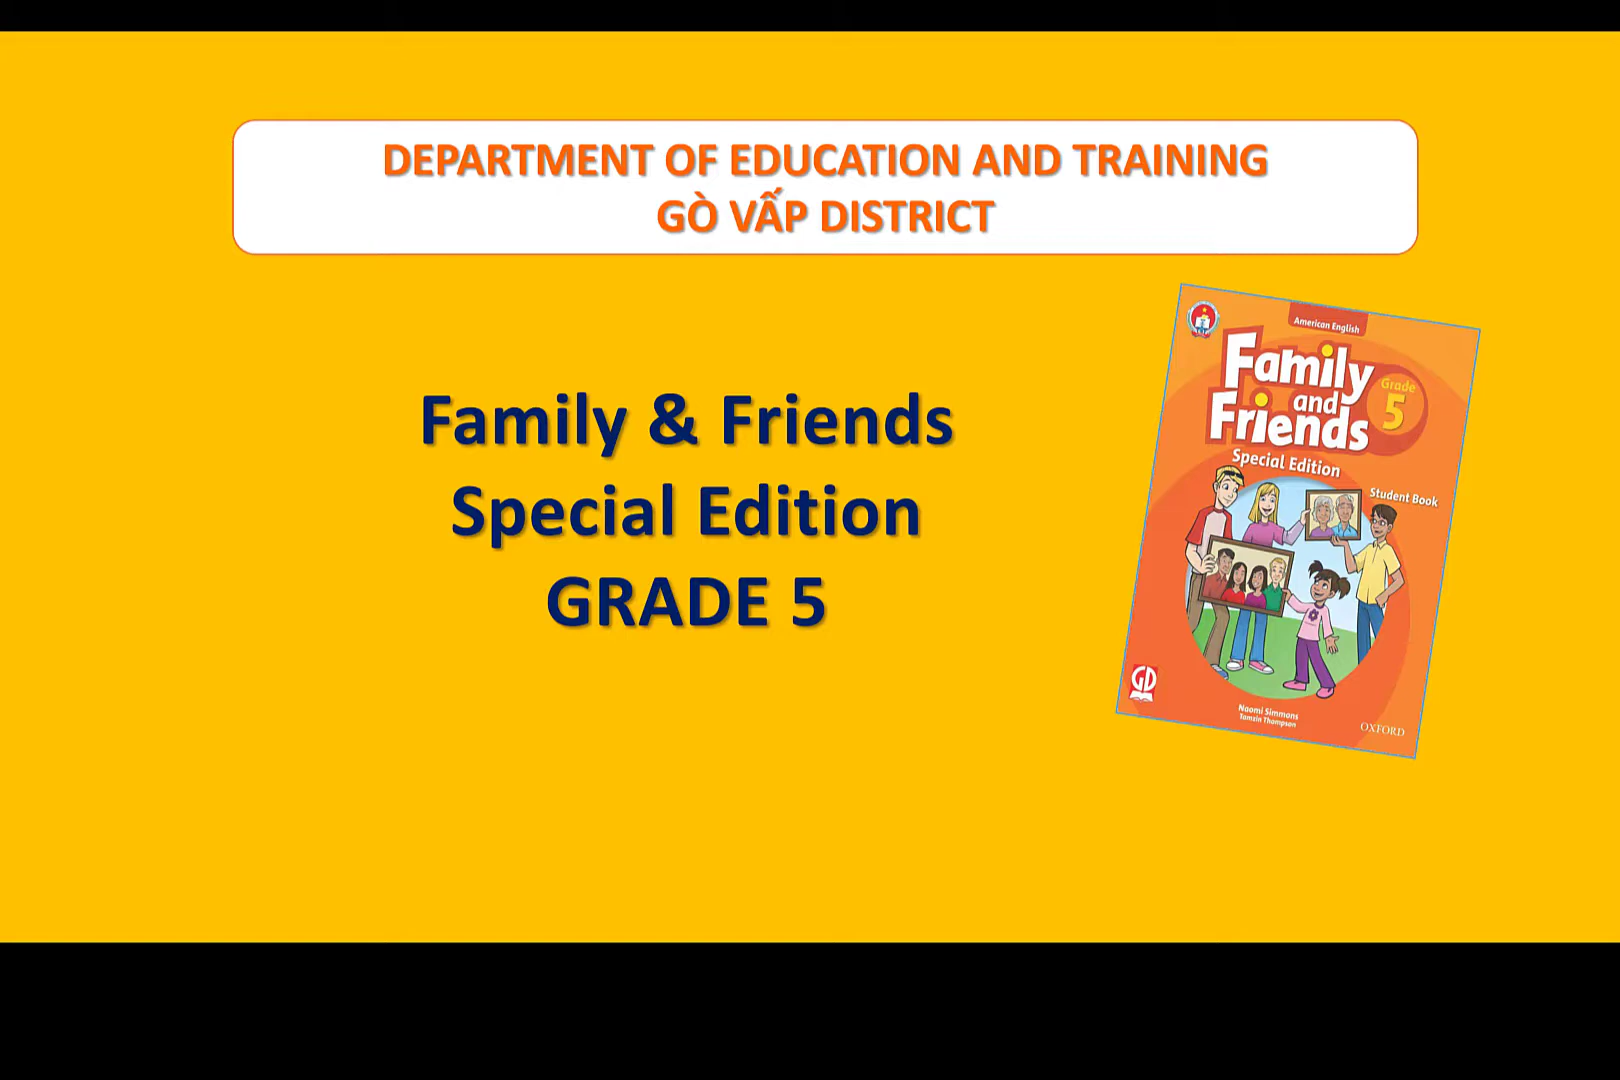 DEPARTMENT OF EDUCATION AND TRAINING
GÒ VẤP DISTRICT
Family & Friends
Special Edition
GRADE 5
American English
Family
and
Friends
Grade
5
Special Edition
Student Book
GD
Naomi Simmons
Tamzin Thompson
OXFORD